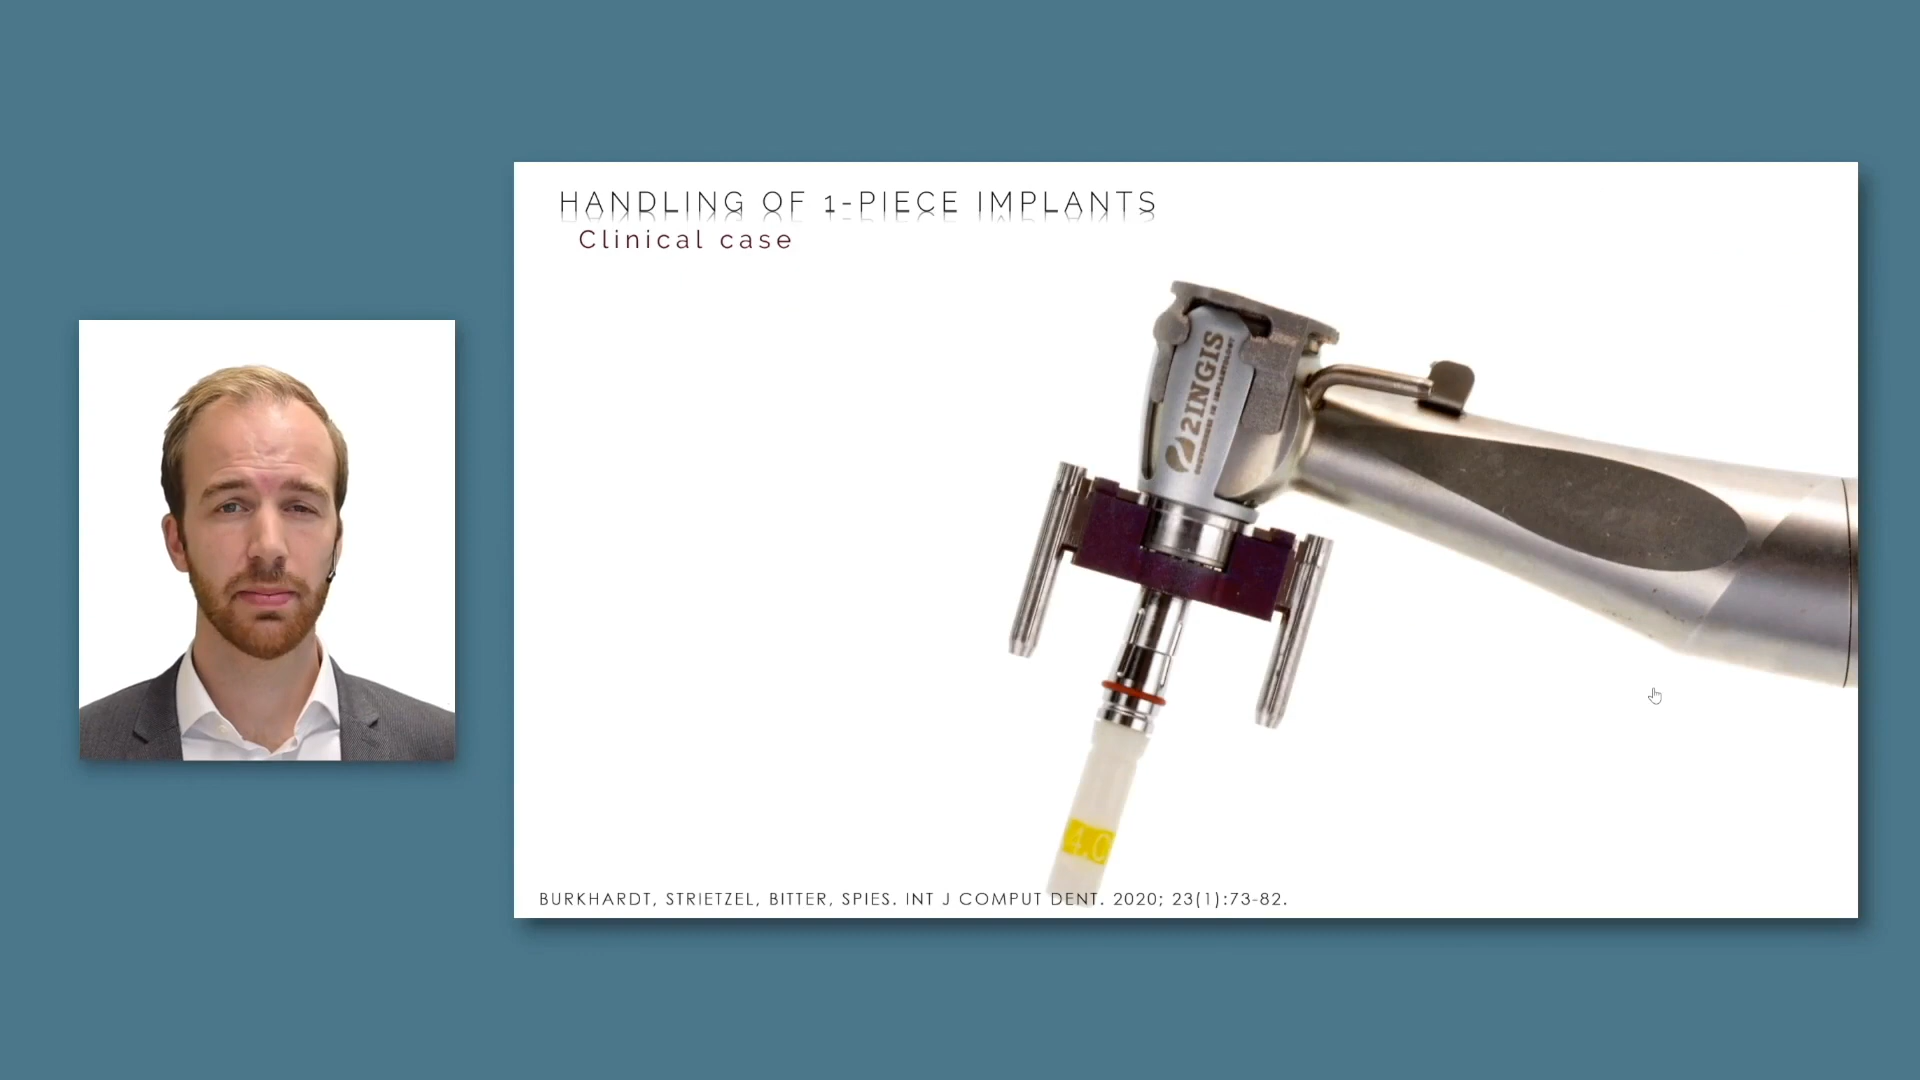 HANDLING OF 1-PIECE IMPLANTS
Clinical case
2INGIS
4.0
BURKHARDT, STRIETZEL, BITTER, SPIES. INT J COMPUT DENT. 2020; 23(1):73-82.